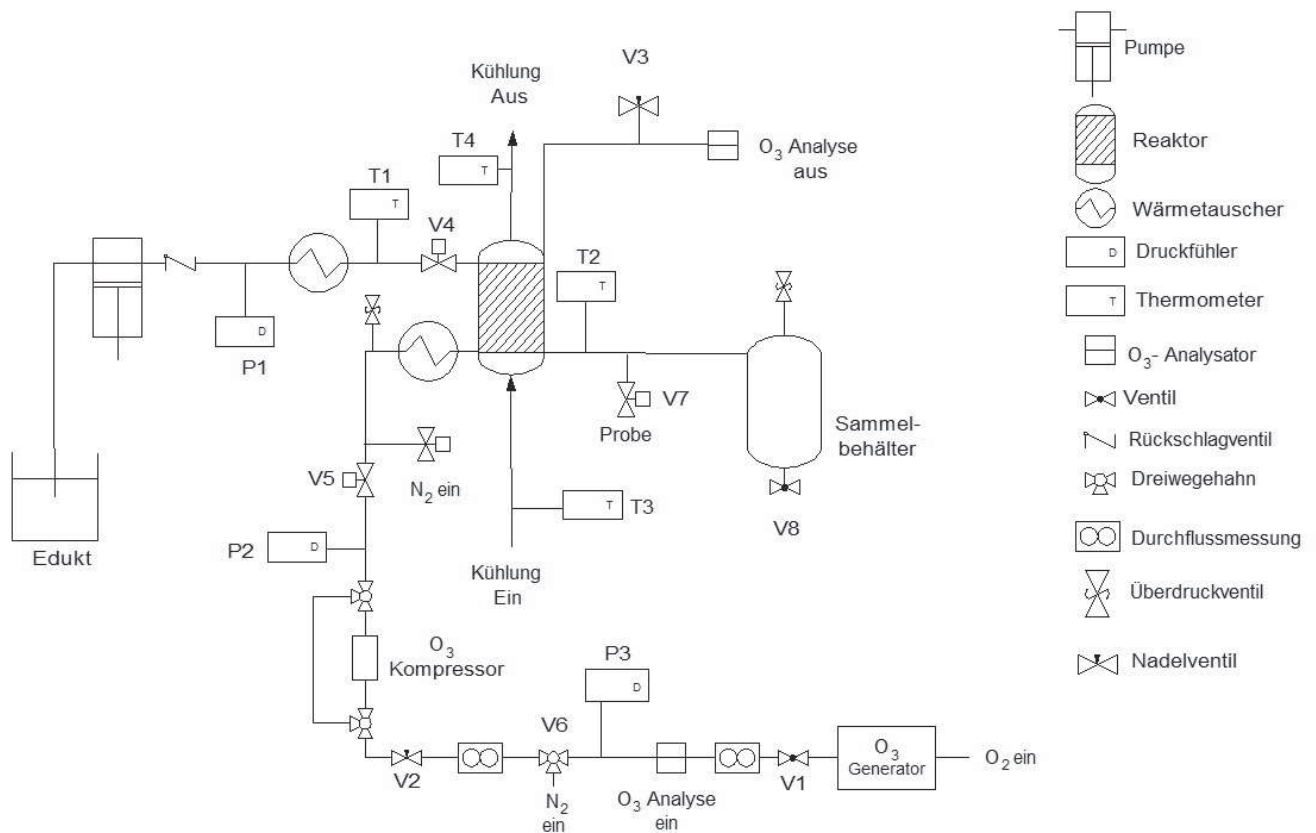 Kühlung
Aus
V3
T4
T
O3 Analyse
aus
T1
T
V4
T2
T
D
P1
V7
Probe
Sammel-
behälter
V5
N2 ein
T
T3
V8
Edukt
P2
D
Kühlung
Ein
O3
Kompressor
P3
D
V6
V2
N2
ein
O3 Analyse
ein
V1
O3
Generator
O2 ein
Pumpe
Reaktor
Wärmetauscher
D
Druckfühler
T
Thermometer
O3- Analysator
Ventil
Rückschlagventil
Dreiwegehahn
Durchflussmessung
Überdruckventil
Nadelventil